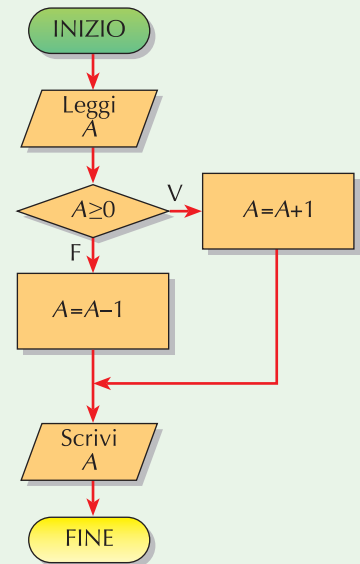 INIZIO
Leggi
A
A≥0
V
A=A+1
F
A=A−1
Scrivi
A
FINE